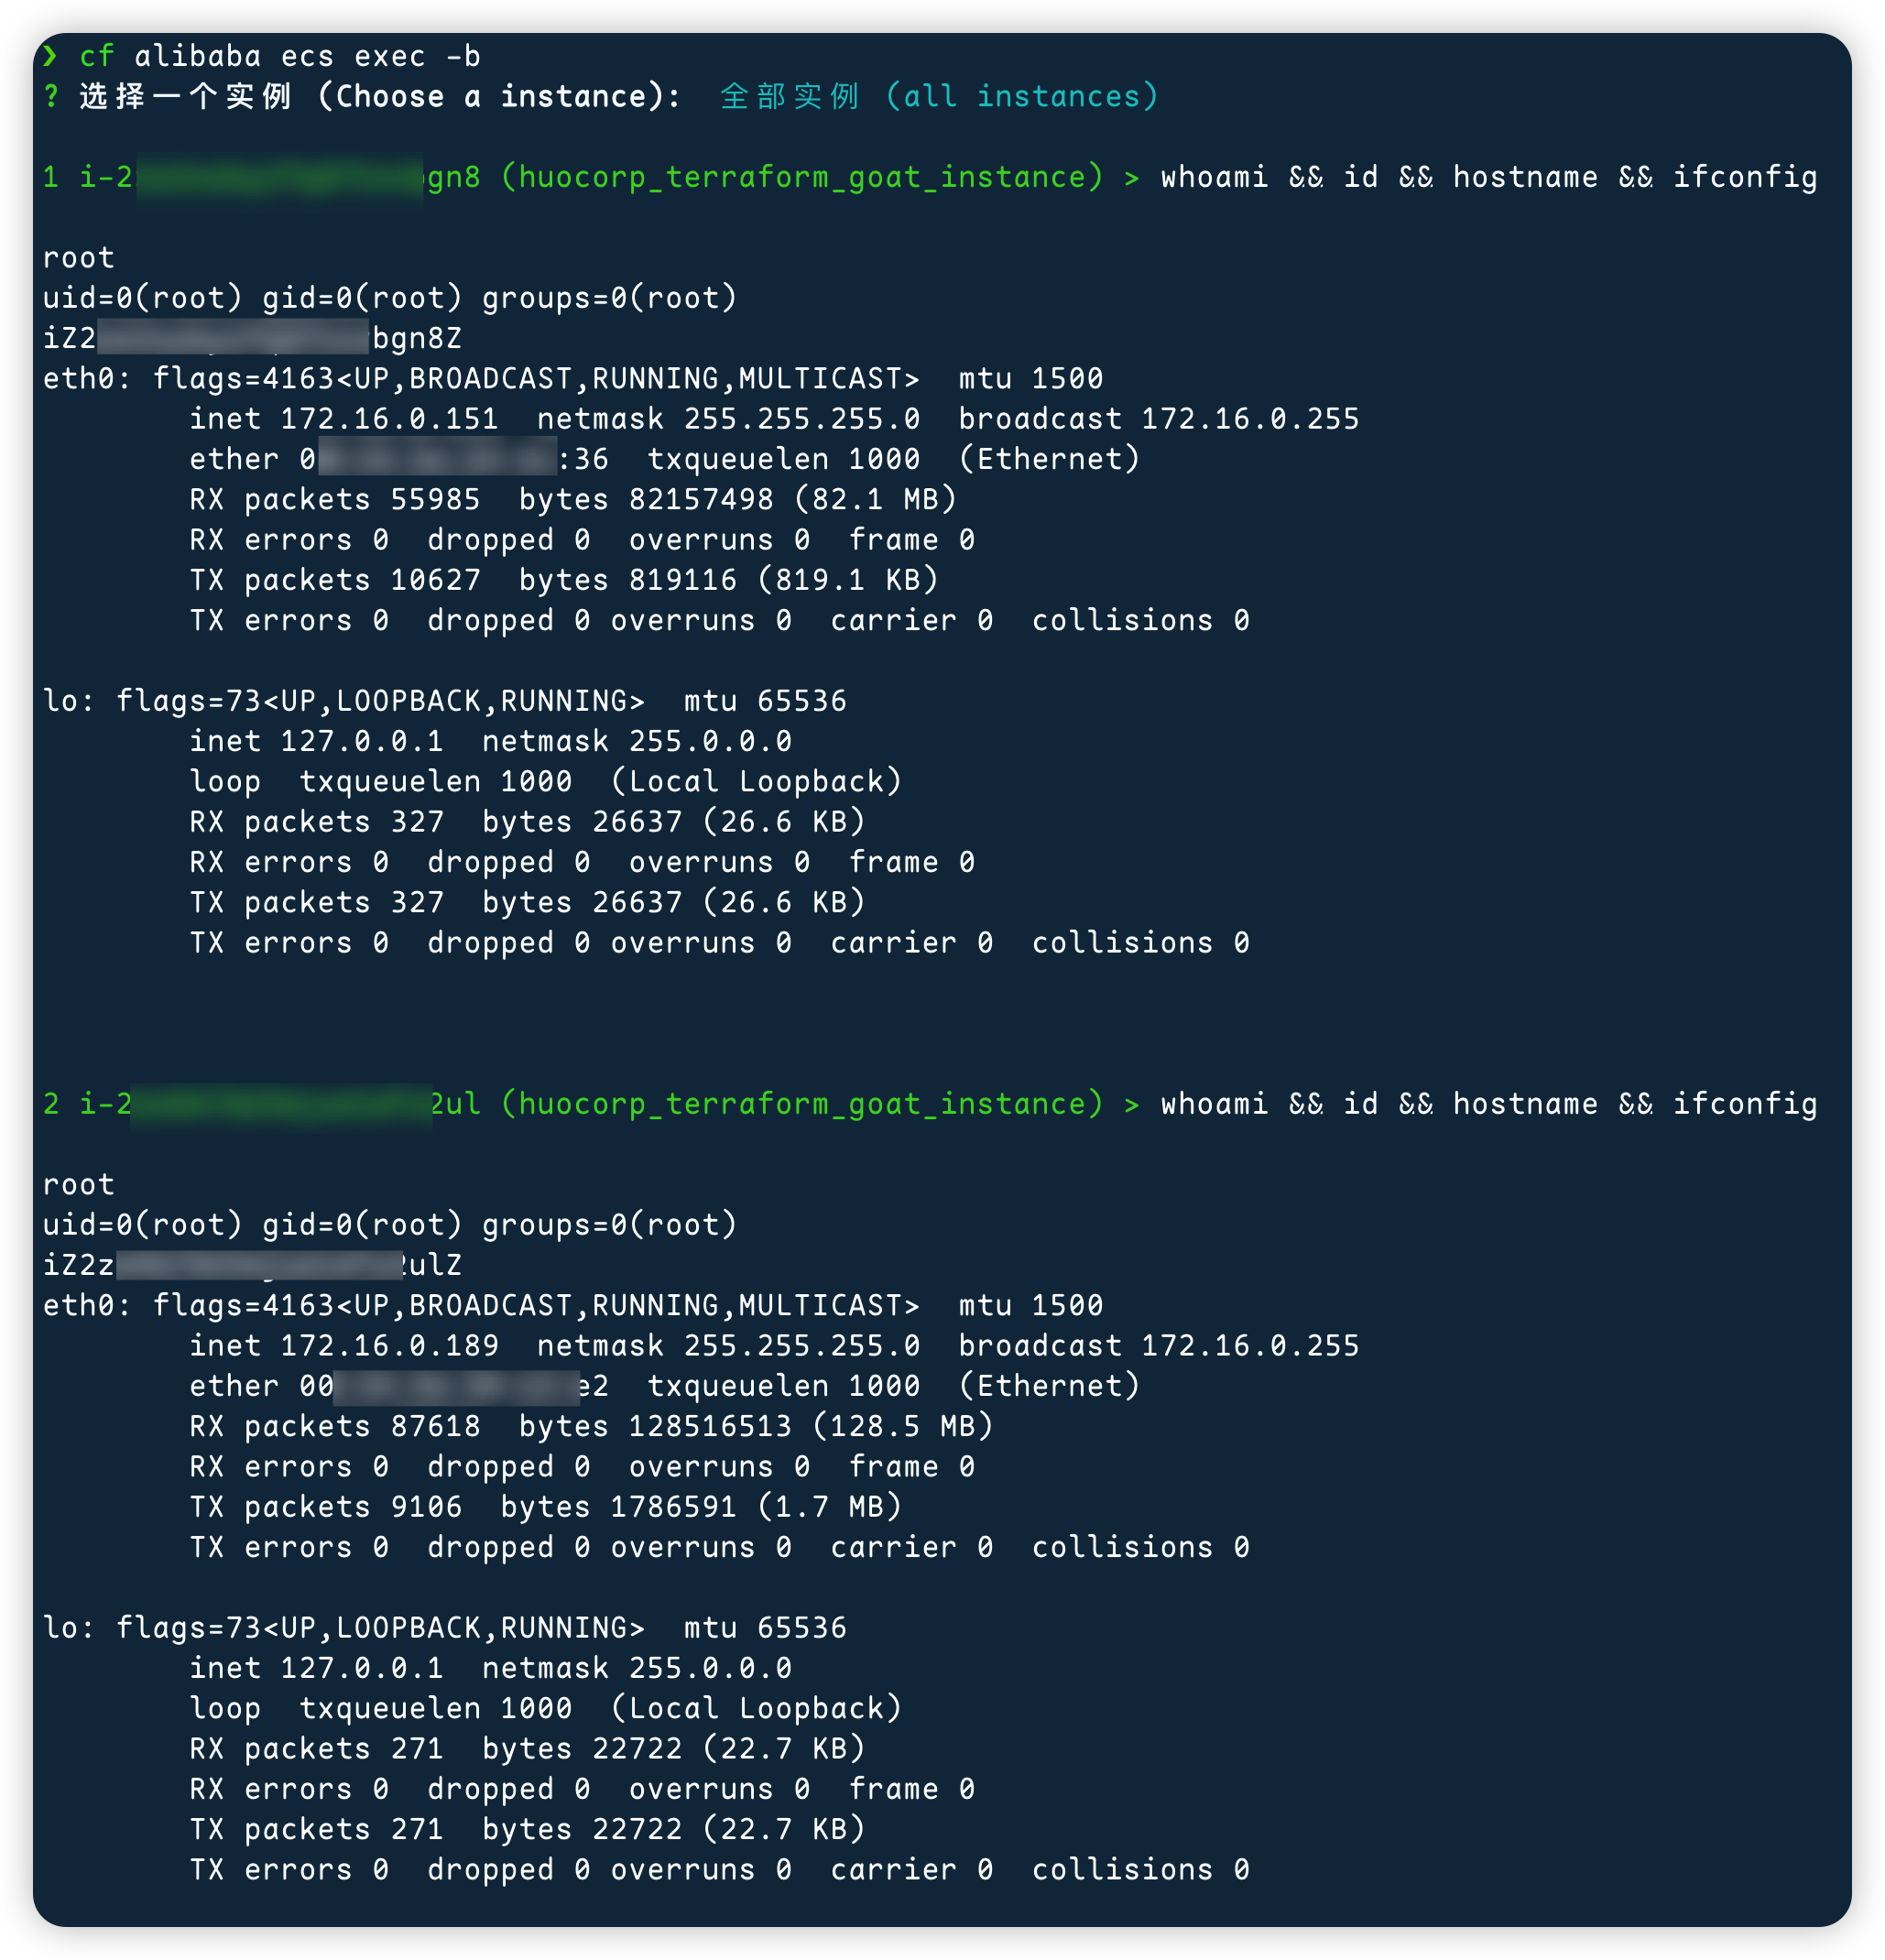 ❯ cf alibaba ecs exec -b
? 选择一个实例 (Choose a instance):  全部实例 (all instances)
1 i-2 gn8 (huocorp_terraform_goat_instance) > whoami && id && hostname && ifconfig
root
uid=0(root) gid=0(root) groups=0(root)
iZ2 bgn8Z
eth0: flags=4163<UP,BROADCAST,RUNNING,MULTICAST>  mtu 1500
inet 172.16.0.151  netmask 255.255.255.0  broadcast 172.16.0.255
ether 0 :36  txqueuelen 1000  (Ethernet)
RX packets 55985  bytes 82157498 (82.1 MB)
RX errors 0  dropped 0  overruns 0  frame 0
TX packets 10627  bytes 819116 (819.1 KB)
TX errors 0  dropped 0 overruns 0  carrier 0  collisions 0
lo: flags=73<UP,LOOPBACK,RUNNING>  mtu 65536
inet 127.0.0.1  netmask 255.0.0.0
loop  txqueuelen 1000  (Local Loopback)
RX packets 327  bytes 26637 (26.6 KB)
RX errors 0  dropped 0  overruns 0  frame 0
TX packets 327  bytes 26637 (26.6 KB)
TX errors 0  dropped 0 overruns 0  carrier 0  collisions 0
2 i-2 2ul (huocorp_terraform_goat_instance) > whoami && id && hostname && ifconfig
root
uid=0(root) gid=0(root) groups=0(root)
iZ2z ulZ
eth0: flags=4163<UP,BROADCAST,RUNNING,MULTICAST>  mtu 1500
inet 172.16.0.189  netmask 255.255.255.0  broadcast 172.16.0.255
ether 00 e2  txqueuelen 1000  (Ethernet)
RX packets 87618  bytes 128516513 (128.5 MB)
RX errors 0  dropped 0  overruns 0  frame 0
TX packets 9106  bytes 1786591 (1.7 MB)
TX errors 0  dropped 0 overruns 0  carrier 0  collisions 0
lo: flags=73<UP,LOOPBACK,RUNNING>  mtu 65536
inet 127.0.0.1  netmask 255.0.0.0
loop  txqueuelen 1000  (Local Loopback)
RX packets 271  bytes 22722 (22.7 KB)
RX errors 0  dropped 0  overruns 0  frame 0
TX packets 271  bytes 22722 (22.7 KB)
TX errors 0  dropped 0 overruns 0  carrier 0  collisions 0